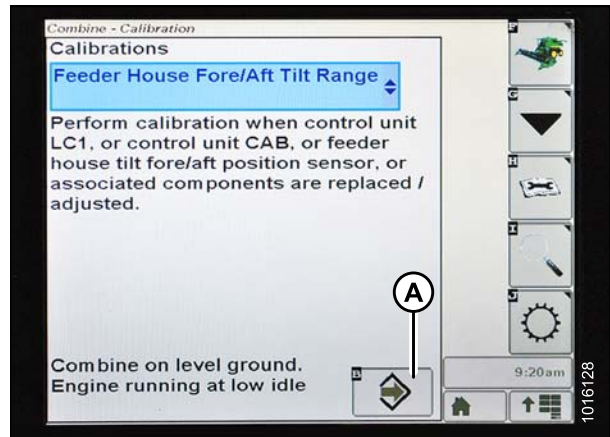 Combine - Calibration
Calibrations
Feeder House Fore/Aft Tilt Range
Perform calibration when control unit
LC1, or control unit CAB, or feeder
house tilt fore/aft position sensor, or
associated components are replaced /
adjusted.
A
Combine on level ground.
Engine running at low idle
B
F
G
H
I
J
9:20am
1016128